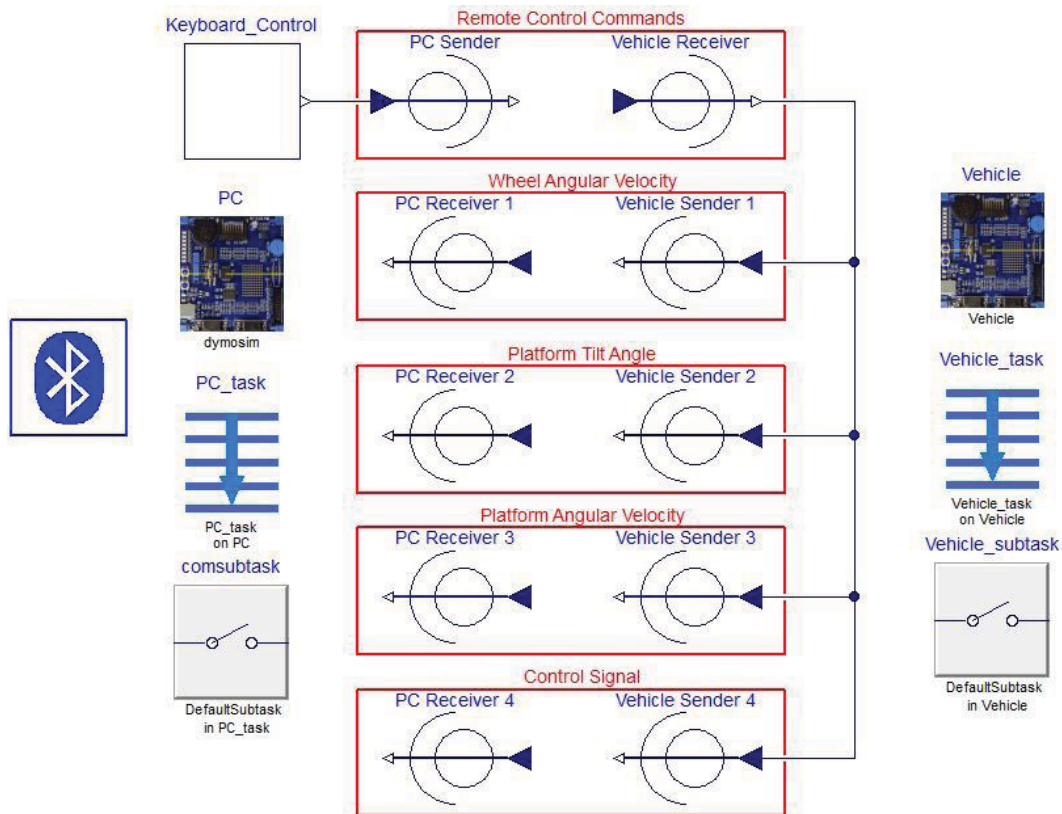 Remote Control Commands
Keyboard_Control
PC Sender
Vehicle Receiver
Wheel Angular Velocity
PC
PC Receiver 1
Vehicle Sender 1
Vehicle
dymosim
Vehicle
Platform Tilt Angle
PC_task
PC Receiver 2
Vehicle Sender 2
Vehicle_task
PC_task
on PC
Vehicle_task
on Vehicle
Platform Angular Velocity
PC Receiver 3
Vehicle Sender 3
Vehicle_subtask
comsubtask
Control Signal
PC Receiver 4
Vehicle Sender 4
DefaultSubtask
in PC_task
DefaultSubtask
in Vehicle